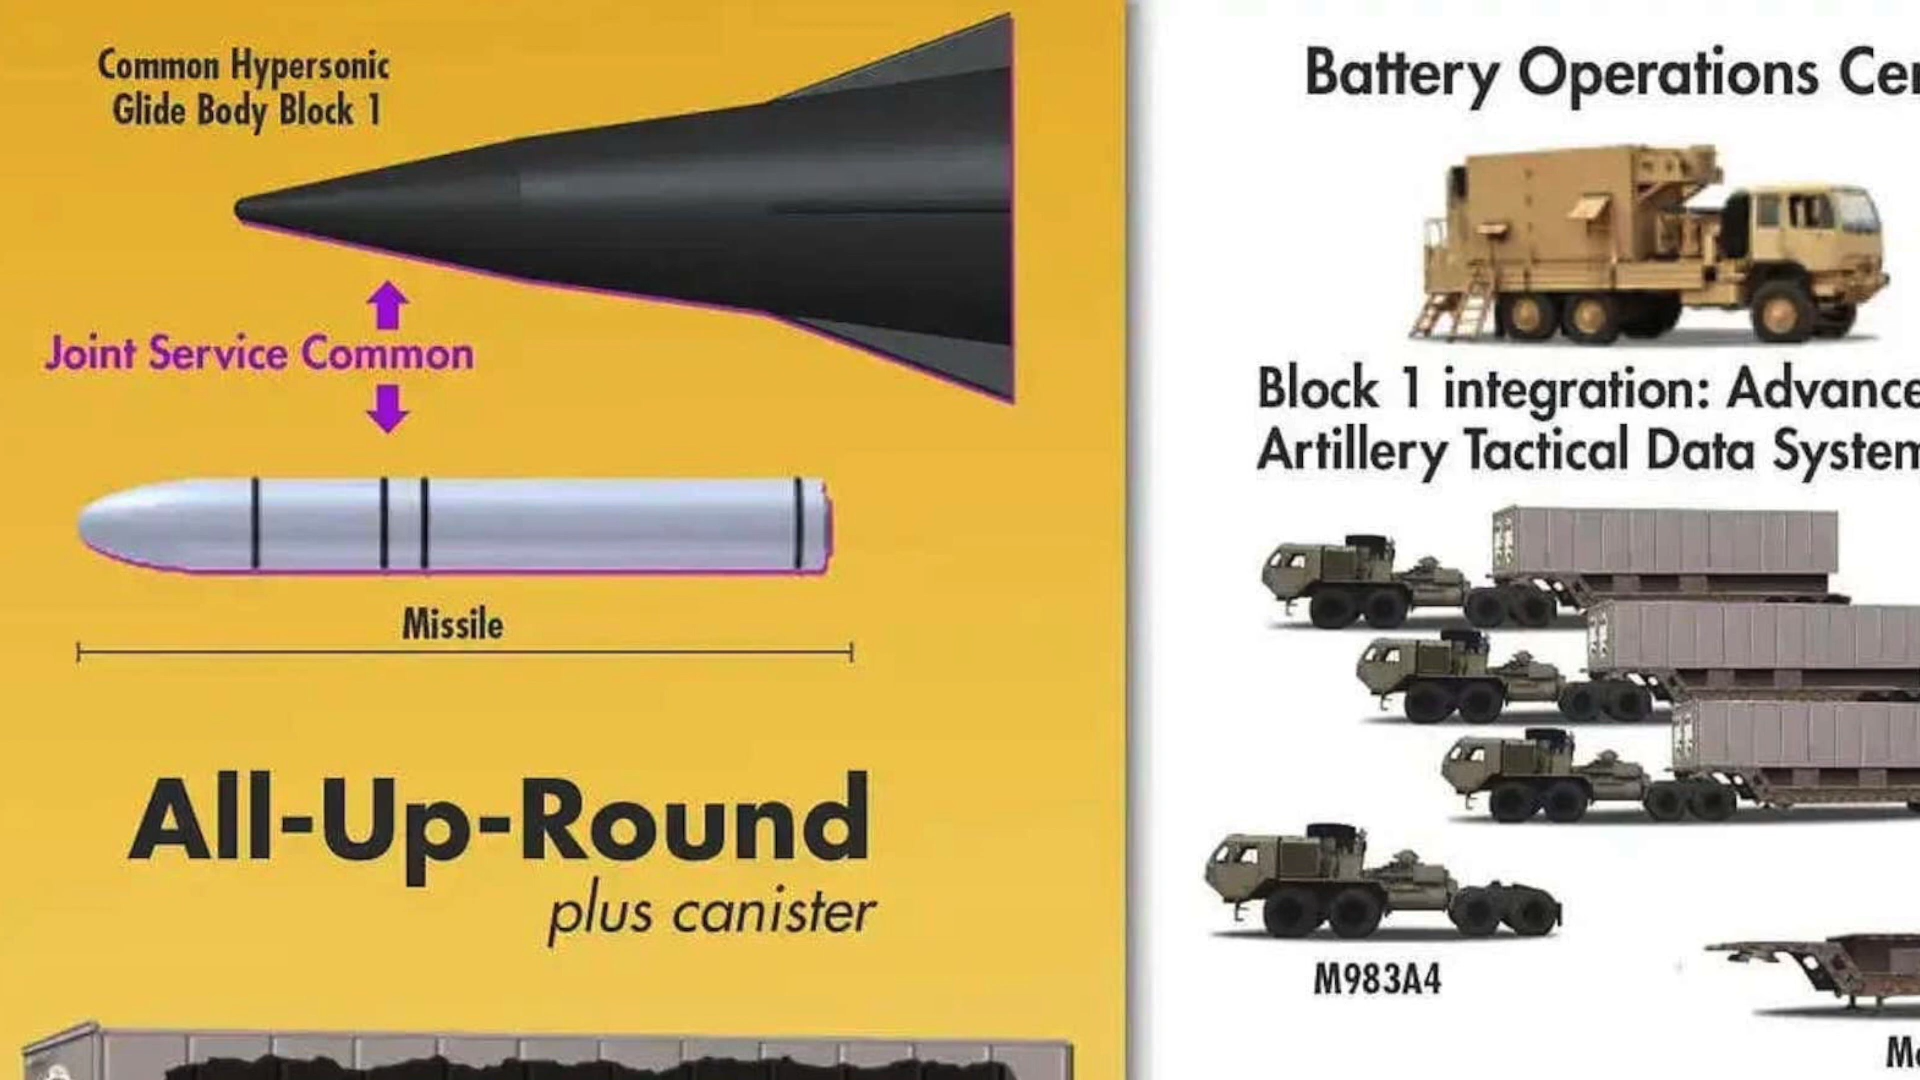 Common Hypersonic
Glide Body Block 1
Joint Service Common
Missile
All-Up-Round
plus canister
Battery Operations Cen
Block 1 integration: Advance
Artillery Tactical Data System
M983A4